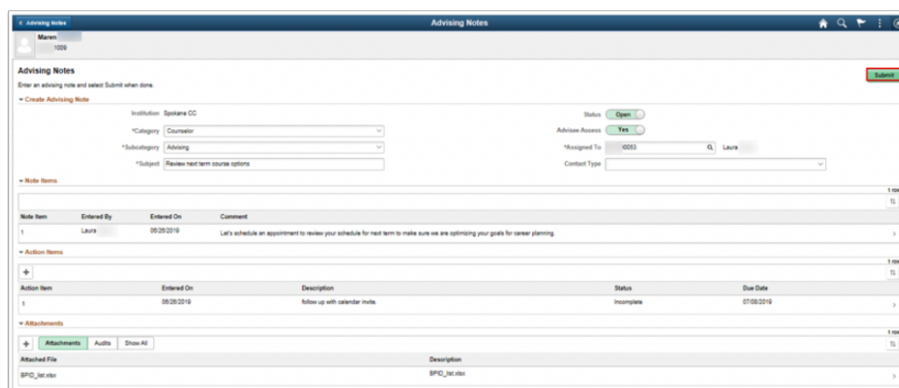 Advising Notes
Advising Notes
Maren
1009
Advising Notes
Submit
Enter an advising note and select Submit when done.
Create Advising Note
Institution Spokane CC
Status Open
*Category Counselor
Advisee Access Yes
*Subcategory Advising
*Assigned To 0053 Laura
*Subject Review next term course options
Contact Type
Note Items
1 row
Note Item Entered By Entered On Comment
1 Laura 06/26/2019 Let's schedule an appointment to review your schedule for next term to make sure we are optimizing your goals for career planning.
Action Items
1 row
Action Item Entered On Description Status Due Date
1 06/26/2019 follow up with calendar invite. Incomplete 07/08/2019
Attachments
1 row
Attachments Audits Show All
Attached File Description
BPID_list.xlsx BPID_list.xlsx